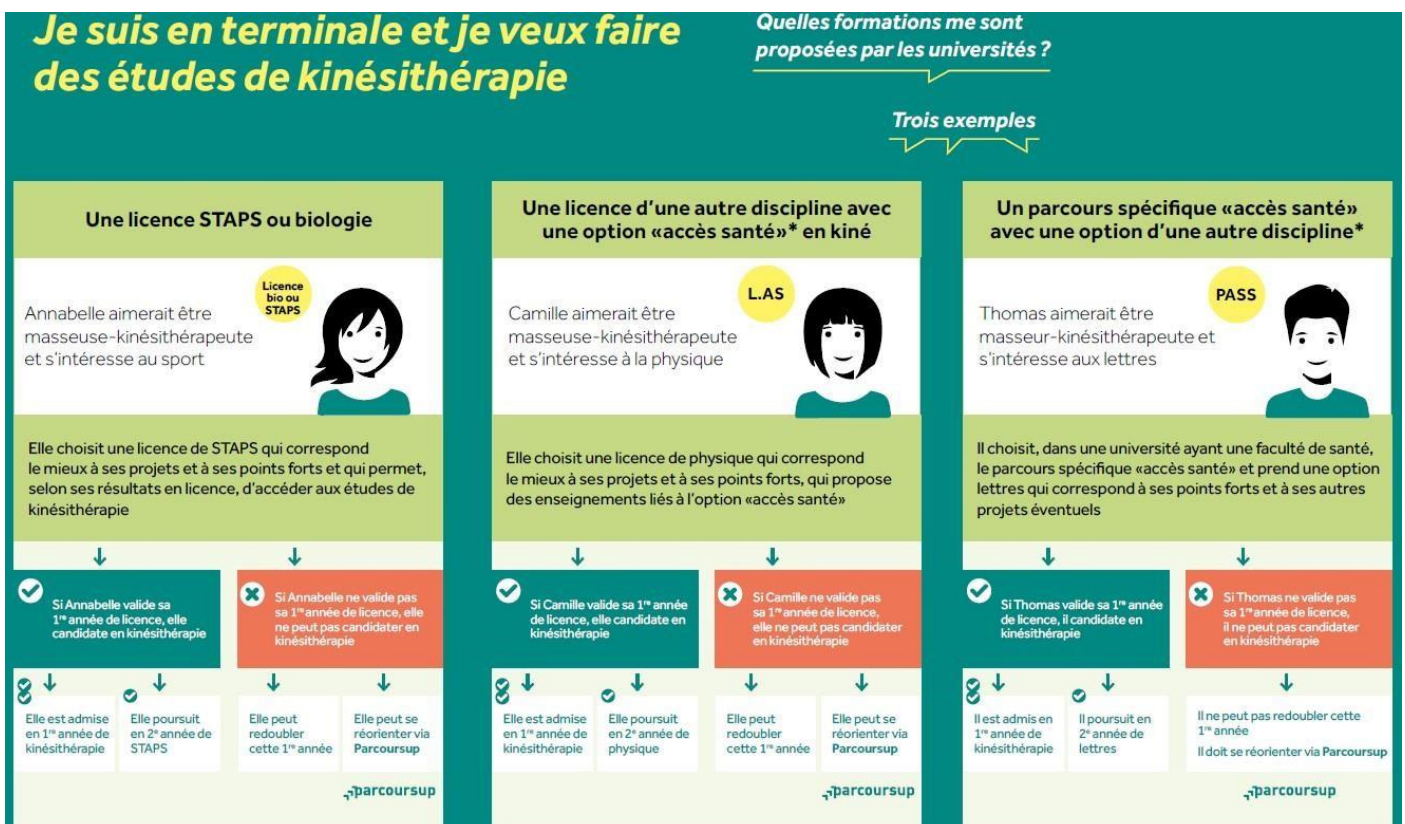 Je suis en terminale et je veux faire
des études de kinésithérapie
Quelles formations me sont
proposées par les universités ?
Trois exemples
Une licence STAPS ou biologie
Annabelle aimerait être
masseuse-kinésithérapeute
et s'intéresse au sport
Licence
bio ou
STAPS
Elle choisit une licence de STAPS qui correspond
le mieux à ses projets et à ses points forts et qui permet,
selon ses résultats en licence, d'accéder aux études de
kinésithérapie
Si Annabelle valide sa
1re année de licence, elle
candidate en kinésithérapie
Si Annabelle ne valide pas
sa 1re année de licence, elle
ne peut pas candidater en
kinésithérapie
Elle est admise
en 1re année de
kinésithérapie
Elle poursuit
en 2e année de
STAPS
Elle peut
redoubler
cette 1re année
Elle peut se
réorienter via
Parcoursup
parcoursup
Une licence d'une autre discipline avec
une option «accès santé»* en kiné
Camille aimerait être
masseuse-kinésithérapeute
et s'intéresse à la physique
L.AS
Elle choisit une licence de physique qui correspond
le mieux à ses projets et à ses points forts, qui propose
des enseignements liés à l'option «accès santé»
Si Camille valide sa 1re année
de licence, elle candidate en
kinésithérapie
Si Camille ne valide pas
sa 1re année de licence,
elle ne peut pas candidater
en kinésithérapie
Elle est admise
en 1re année de
kinésithérapie
Elle poursuit
en 2e année de
physique
Elle peut
redoubler
cette 1re année
Elle peut se
réorienter via
Parcoursup
parcoursup
Un parcours spécifique «accès santé»
avec une option d'une autre discipline*
Thomas aimerait être
masseur-kinésithérapeute et
s'intéresse aux lettres
PASS
Il choisit, dans une université ayant une faculté de santé,
le parcours spécifique «accès santé» et prend une option
lettres qui correspond à ses points forts et à ses autres
projets éventuels
Si Thomas valide sa 1re année
de licence, il candidate en
kinésithérapie
Si Thomas ne valide pas
sa 1re année de licence,
il ne peut pas candidater
en kinésithérapie
Il est admis en
1re année de
kinésithérapie
Il poursuit en
2e année de
lettres
Il ne peut pas redoubler cette
1re année
Il doit se réorienter via Parcoursup
parcoursup